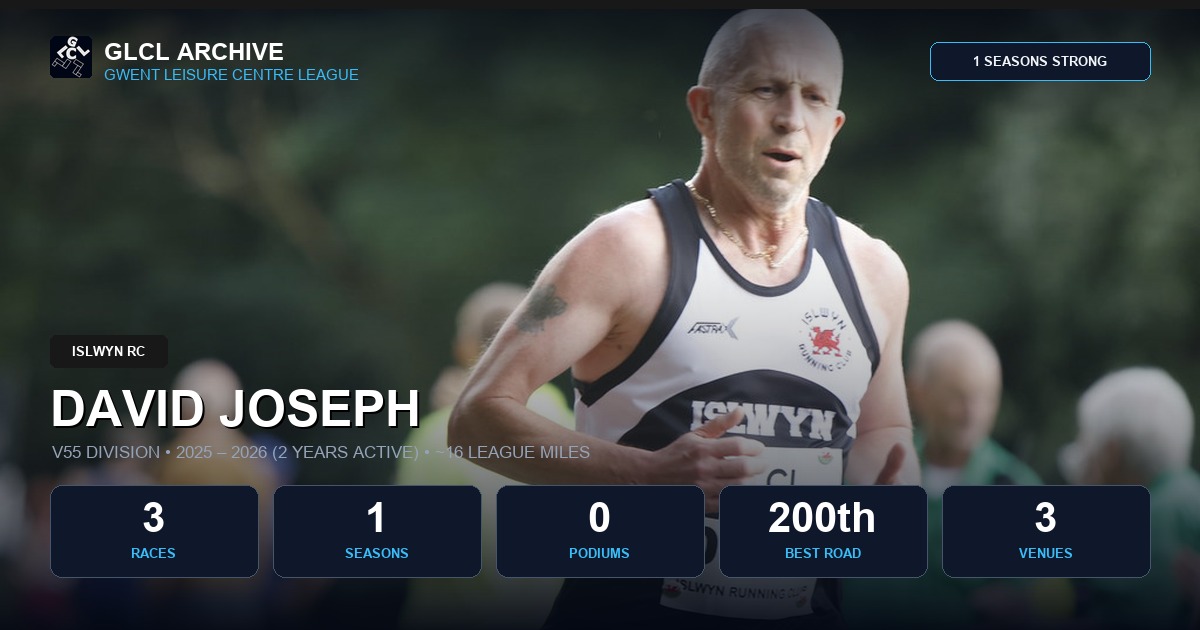 GLCL ARCHIVE
GWENT LEISURE CENTRE LEAGUE
1 SEASONS STRONG
ISLWYN
RUNNING CLUB
ISLWYN
ISLWYN RC
DAVID JOSEPH
V55 DIVISION • 2025 – 2026 (2 YEARS ACTIVE) • ~16 LEAGUE MILES
3
RACES
1
SEASONS
0
PODIUMS
200th
BEST ROAD
3
VENUES
ISLWYN RUNNING CLUB